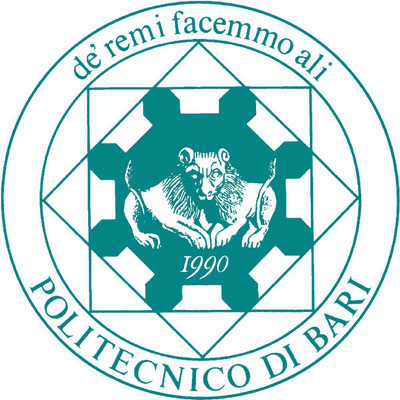 de' remi facemmo ali
1990
POLITECNICO DI BARI